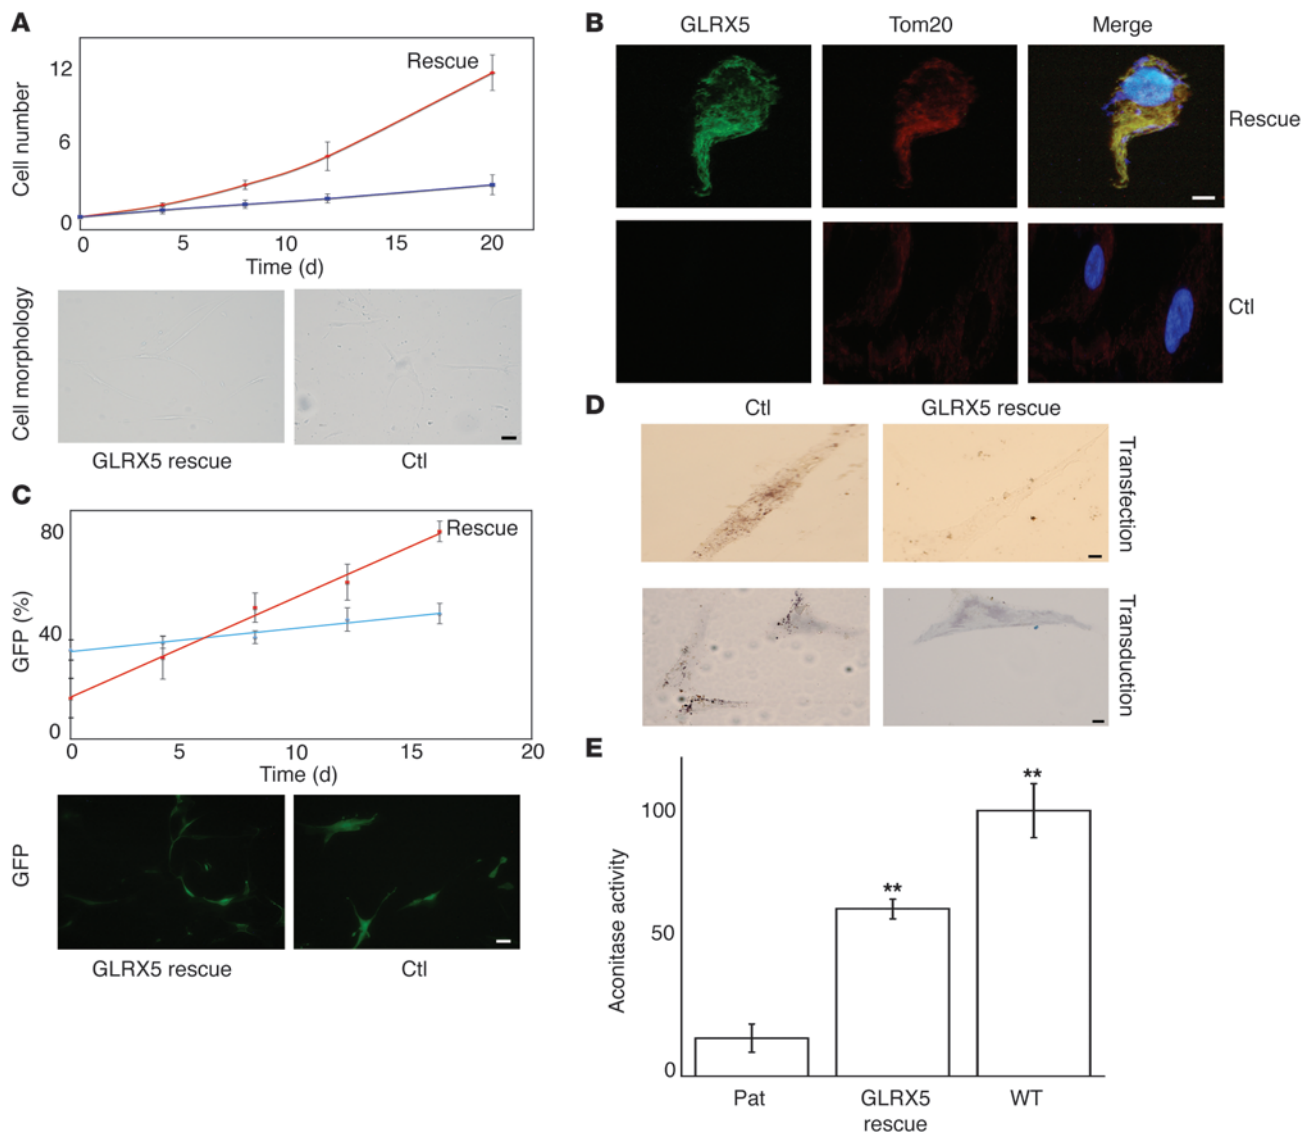 A
Cell number
12
6
0
Rescue
0 5 10 15 20
Time (d)
Cell morphology
GLRX5 rescue Ctl
B
GLRX5 Tom20 Merge
Rescue
Ctl
C
GFP (%)
80
40
0
Rescue
0 5 10 15 20
Time (d)
GFP
GLRX5 rescue Ctl
D
Ctl GLRX5 rescue
Transfection
Transduction
E
Aconitase activity
100
50
0
**
**
Pat GLRX5 WT
rescue